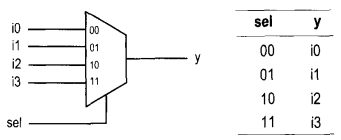 i0
i1
i2
i3
sel
00
01
10
11
y
sel y
00 i0
01 i1
10 i2
11 i3